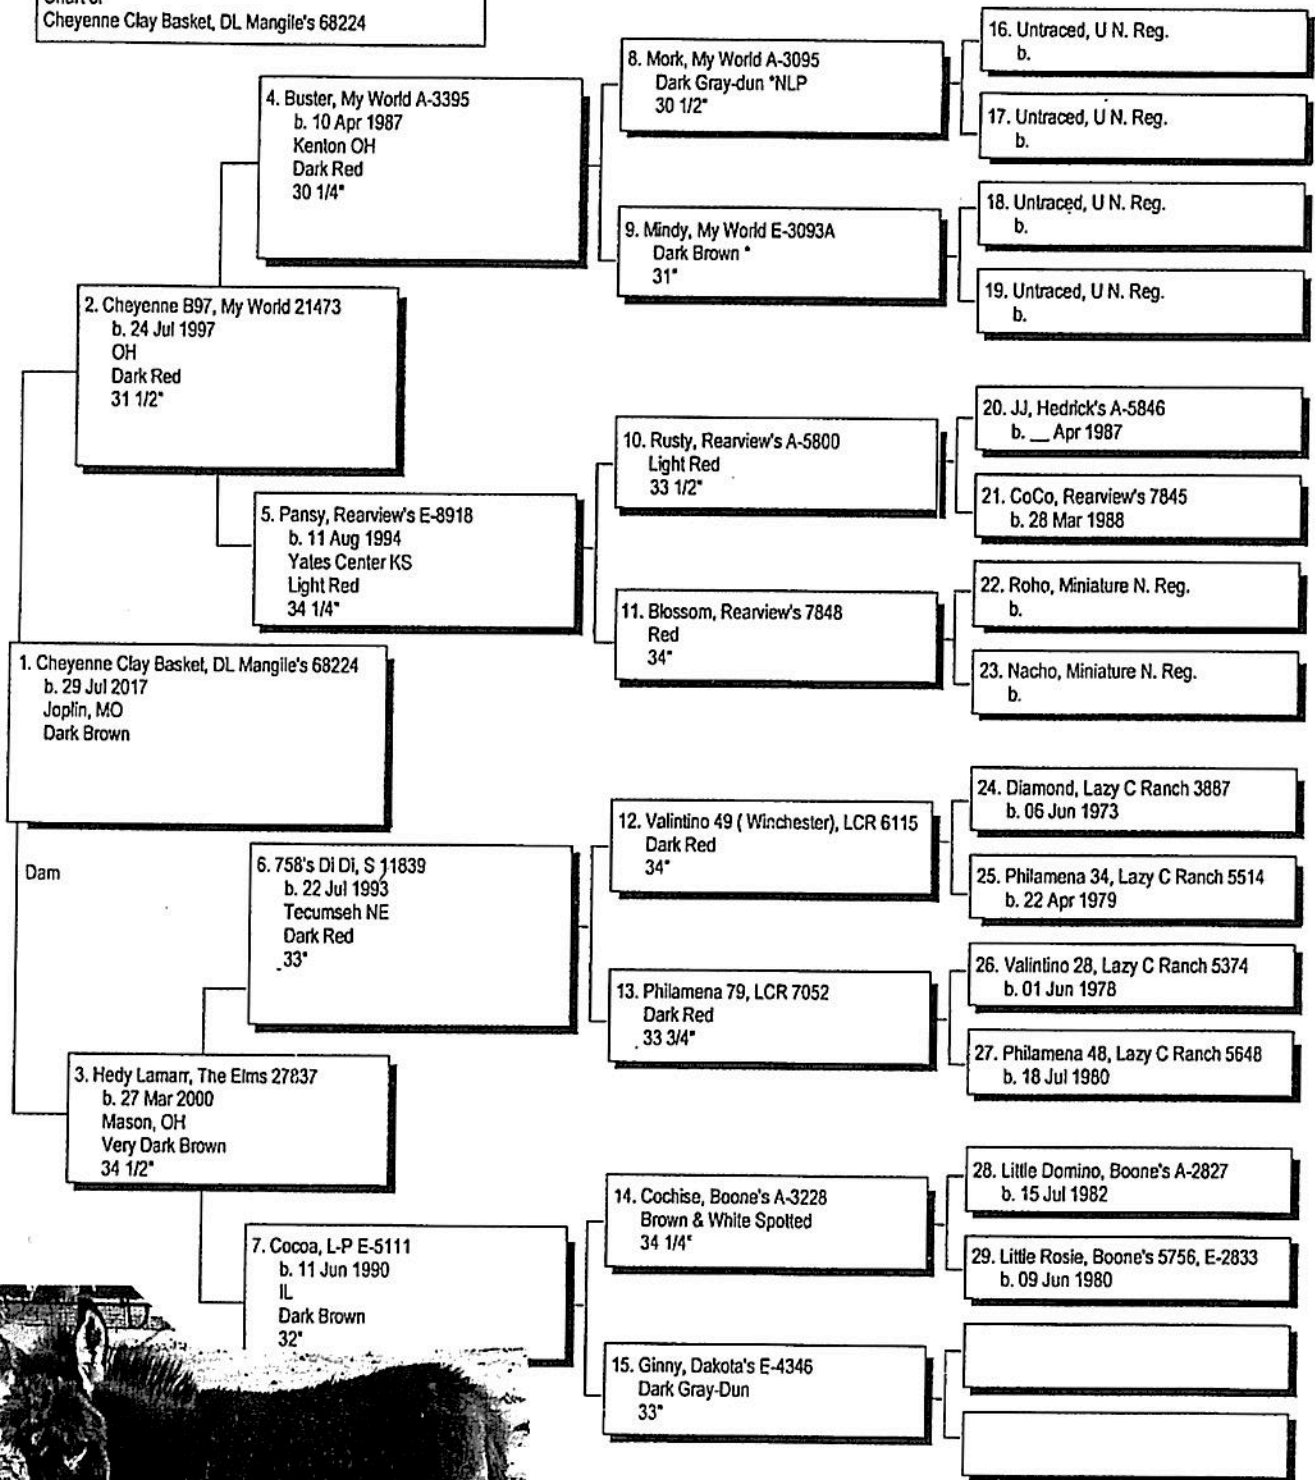 Cheyenne Clay Basket, DL Mangile's 68224
16. Untraced, U N. Reg.
b.
8. Mork, My World A-3095
Dark Gray-dun *NLP
30 1/2"
4. Buster, My World A-3395
b. 10 Apr 1987
Kenton OH
Dark Red
30 1/4"
17. Untraced, U N. Reg.
b.
18. Untraced, U N. Reg.
b.
9. Mindy, My World E-3093A
Dark Brown *
31"
19. Untraced, U N. Reg.
b.
2. Cheyenne B97, My World 21473
b. 24 Jul 1997
OH
Dark Red
31 1/2"
20. JJ, Hedrick's A-5846
b. __ Apr 1987
10. Rusty, Rearview's A-5800
Light Red
33 1/2"
21. CoCo, Rearview's 7845
b. 28 Mar 1988
5. Pansy, Rearview's E-8918
b. 11 Aug 1994
Yates Center KS
Light Red
34 1/4"
22. Roho, Miniature N. Reg.
b.
11. Blossom, Rearview's 7848
Red
34"
23. Nacho, Miniature N. Reg.
b.
1. Cheyenne Clay Basket, DL Mangile's 68224
b. 29 Jul 2017
Joplin, MO
Dark Brown
24. Diamond, Lazy C Ranch 3887
b. 06 Jun 1973
12. Valintino 49 ( Winchester), LCR 6115
Dark Red
34"
25. Philamena 34, Lazy C Ranch 5514
b. 22 Apr 1979
Dam
6. 758's Di Di, S 11839
b. 22 Jul 1993
Tecumseh NE
Dark Red
33"
26. Valintino 28, Lazy C Ranch 5374
b. 01 Jun 1978
13. Philamena 79, LCR 7052
Dark Red
33 3/4"
27. Philamena 48, Lazy C Ranch 5648
b. 18 Jul 1980
3. Hedy Lamarr, The Elms 27837
b. 27 Mar 2000
Mason, OH
Very Dark Brown
34 1/2"
28. Little Domino, Boone's A-2827
b. 15 Jul 1982
14. Cochise, Boone's A-3228
Brown & White Spotted
34 1/4"
29. Little Rosie, Boone's 5756, E-2833
b. 09 Jun 1980
7. Cocoa, L-P E-5111
b. 11 Jun 1990
IL
Dark Brown
32"
15. Ginny, Dakota's E-4346
Dark Gray-Dun
33"